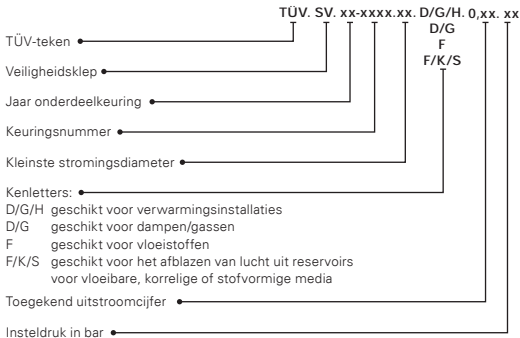 TÜV. SV. xx-xxxx.xx. D/G/H. 0,xx. xx
D/G
F
F/K/S
TÜV-teken
Veiligheidsklep
Jaar onderdeelkeuring
Keuringsnummer
Kleinste stromingsdiameter
Kenletters:
D/G/H geschikt voor verwarmingsinstallaties
D/G geschikt voor dampen/gassen
F geschikt voor vloeistoffen
F/K/S geschikt voor het afblazen van lucht uit reservoirs
voor vloeibare, korrelige of stofvormige media
Toegekend uitstroomcijfer
Insteldruk in bar